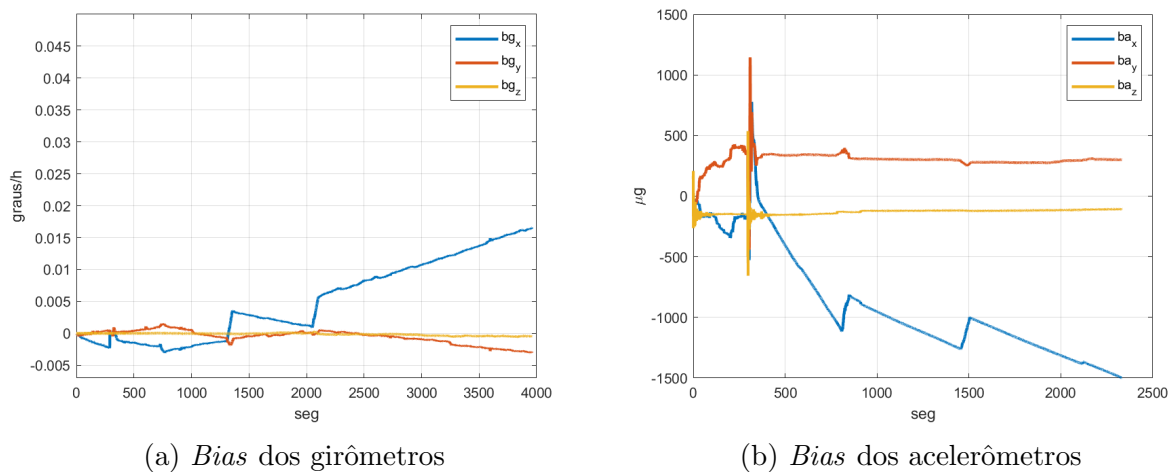 0.045
0.04
0.035
0.03
0.025
0.02
0.015
0.01
0.005
0
-0.005
graus/h
bg_x
bg_y
bg_z
0 500 1000 1500 2000 2500 3000 3500 4000
seg
(a) Bias dos girômetros
1500
1000
500
0
-500
-1000
-1500
μg
ba_x
ba_y
ba_z
0 500 1000 1500 2000 2500
seg
(b) Bias dos acelerômetros